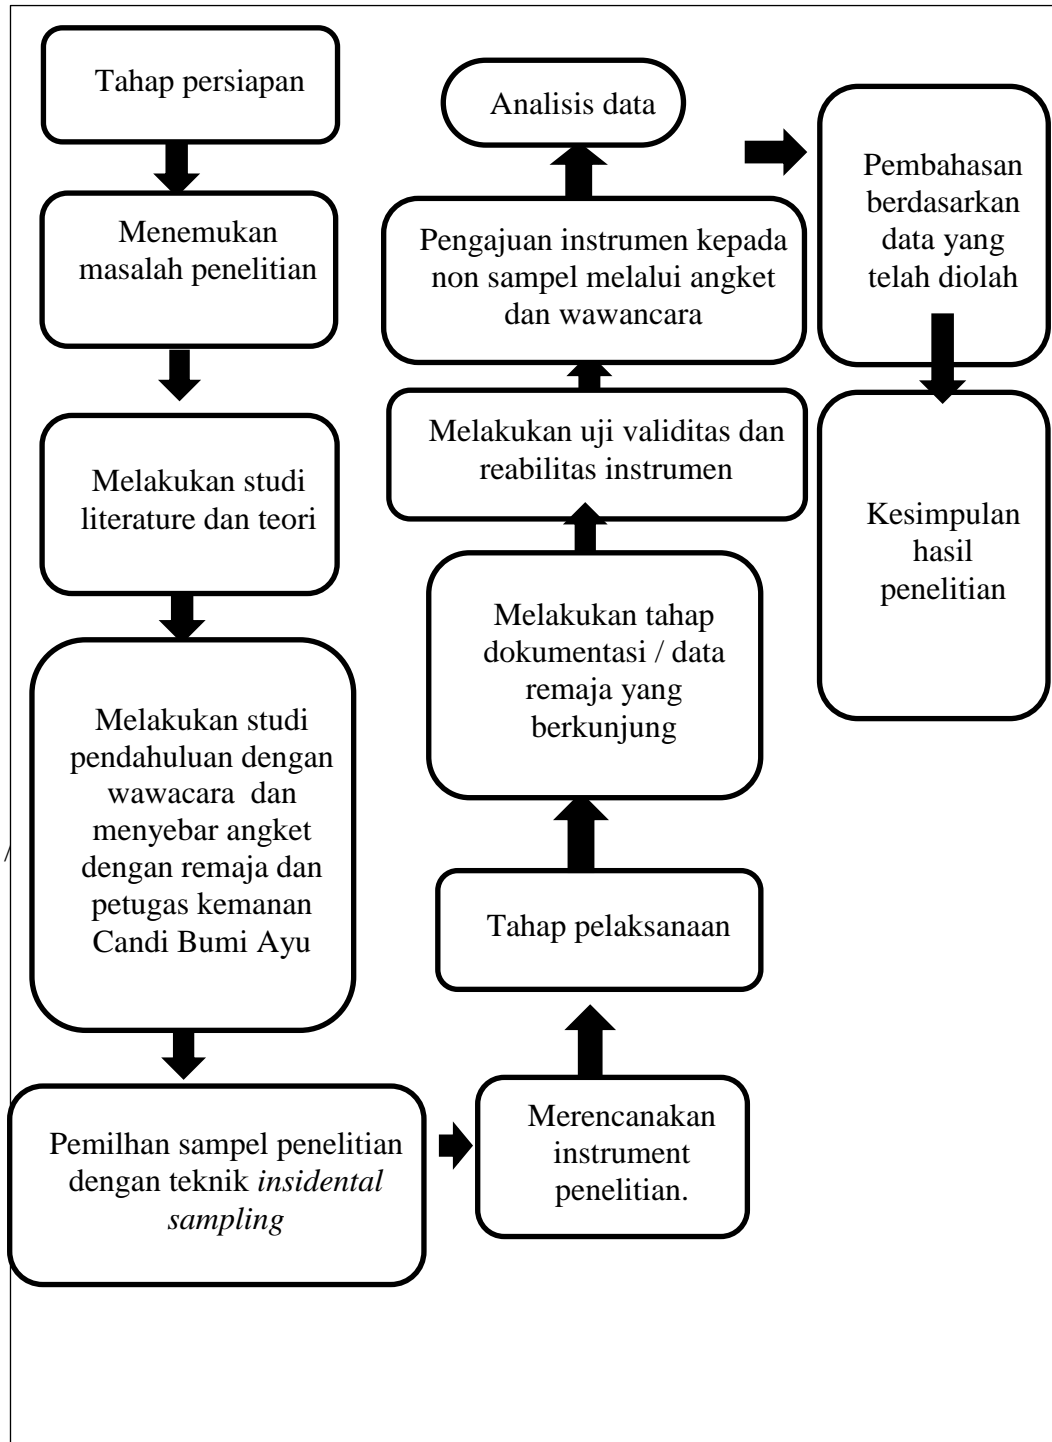 Tahap persiapan
Menemukan
masalah penelitian
Melakukan studi
literature dan teori
Melakukan studi
pendahuluan dengan
wawacara dan
menyebar angket
dengan remaja dan
petugas kemanan
Candi Bumi Ayu
/
Pemilhan sampel penelitian
dengan teknik insidental
sampling
Merencanakan
instrument
penelitian.
Tahap pelaksanaan
Melakukan tahap
dokumentasi / data
remaja yang
berkunjung
Melakukan uji validitas dan
reabilitas instrumen
Pengajuan instrumen kepada
non sampel melalui angket
dan wawancara
Analisis data
Pembahasan
berdasarkan
data yang
telah diolah
Kesimpulan
hasil
penelitian